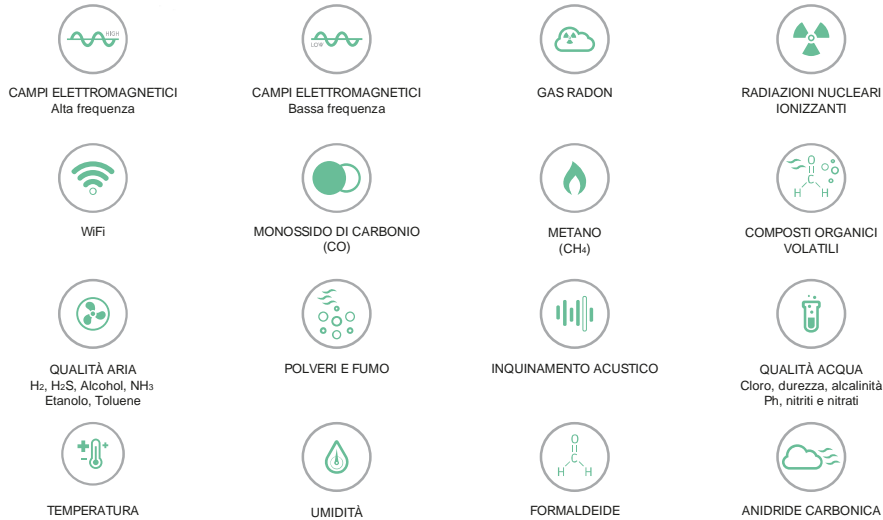 HIGH
LOW
CAMPI ELETTROMAGNETICI
Alta frequenza
CAMPI ELETTROMAGNETICI
Bassa frequenza
GAS RADON
RADIAZIONI NUCLEARI
IONIZZANTI
O
C
H H
WiFi
MONOSSIDO DI CARBONIO
(CO)
METANO
(CH4)
COMPOSTI ORGANICI
VOLATILI
QUALITÀ ARIA
H2, H2S, Alcohol, NH3
Etanolo, Toluene
POLVERI E FUMO
INQUINAMENTO ACUSTICO
QUALITÀ ACQUA
Cloro, durezza, alcalinità
Ph, nitriti e nitrati
O
C
H H
TEMPERATURA
UMIDITÀ
FORMALDEIDE
ANIDRIDE CARBONICA